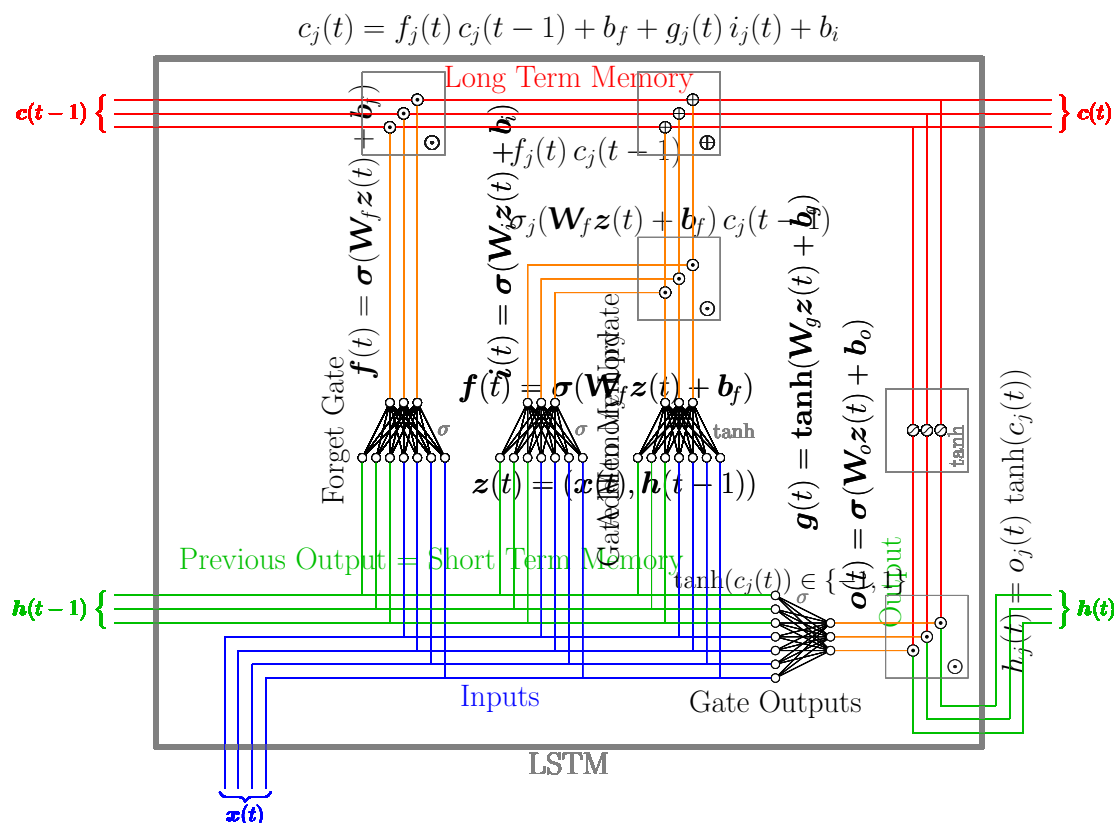 c_j(t) = f_j(t) c_j(t − 1) + b_f + g_j(t) i_j(t) + b_i
Long Term Memory
c(t−1) {
} c(t)
+f_j(t) c_j(t − 1)
σ_j(W_f z(t) + b_f) c_j(t − 1)
f(t) = σ(W_f z(t) + b_f)
i(t) = σ(W_i z(t) + b_i)
g(t) = tanh(W_g z(t) + b_g)
o(t) = σ(W_o z(t) + b_o)
Forget Gate
f(t) = σ(W_f z(t) + b_f)
σ
σ
tanh
tanh
z(t) = (x(t), h(t − 1))
Previous Output = Short Term Memory
tanh(c_j(t)) ∈ {−1, 1}
σ
Output
h_j(t) = o_j(t) tanh(c_j(t))
h(t−1) {
} h(t)
Inputs
Gate Outputs
LSTM
x(t)